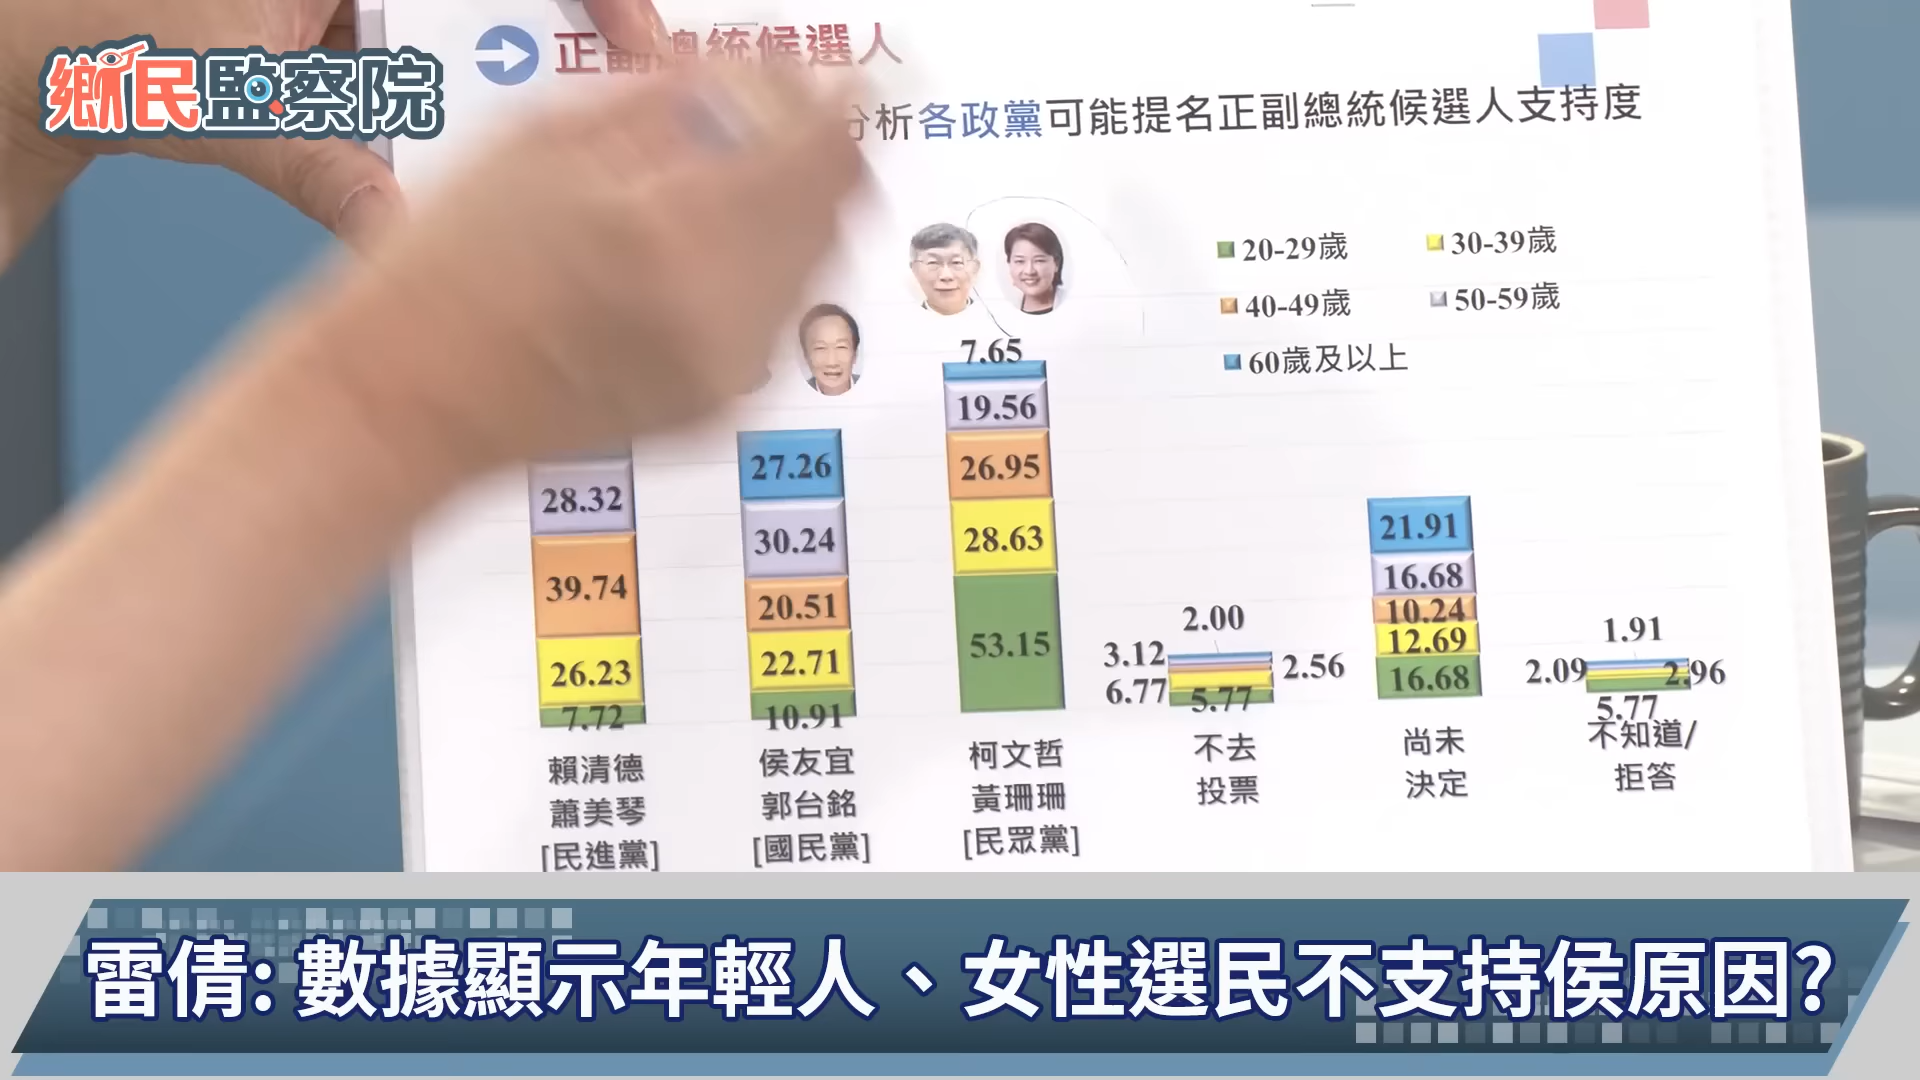 鄉民監察院
正副總統候選人
分析各政黨可能提名正副總統候選人支持度
20-29歲 30-39歲
40-49歲 50-59歲
60歲及以上
7.65
19.56
27.26 26.95
28.32 30.24 28.63 21.91
39.74 20.51 16.68
26.23 22.71 53.15 10.24
7.72 10.91 12.69
16.68
2.00
3.12 2.56
6.77
5.77
1.91
2.09 2.96
5.77
賴清德
蕭美琴
[民進黨]
侯友宜
郭台銘
[國民黨]
柯文哲
黃珊珊
[民眾黨]
不去
投票
尚未
決定
不知道/
拒答
雷倩:數據顯示年輕人、女性選民不支持侯原因?